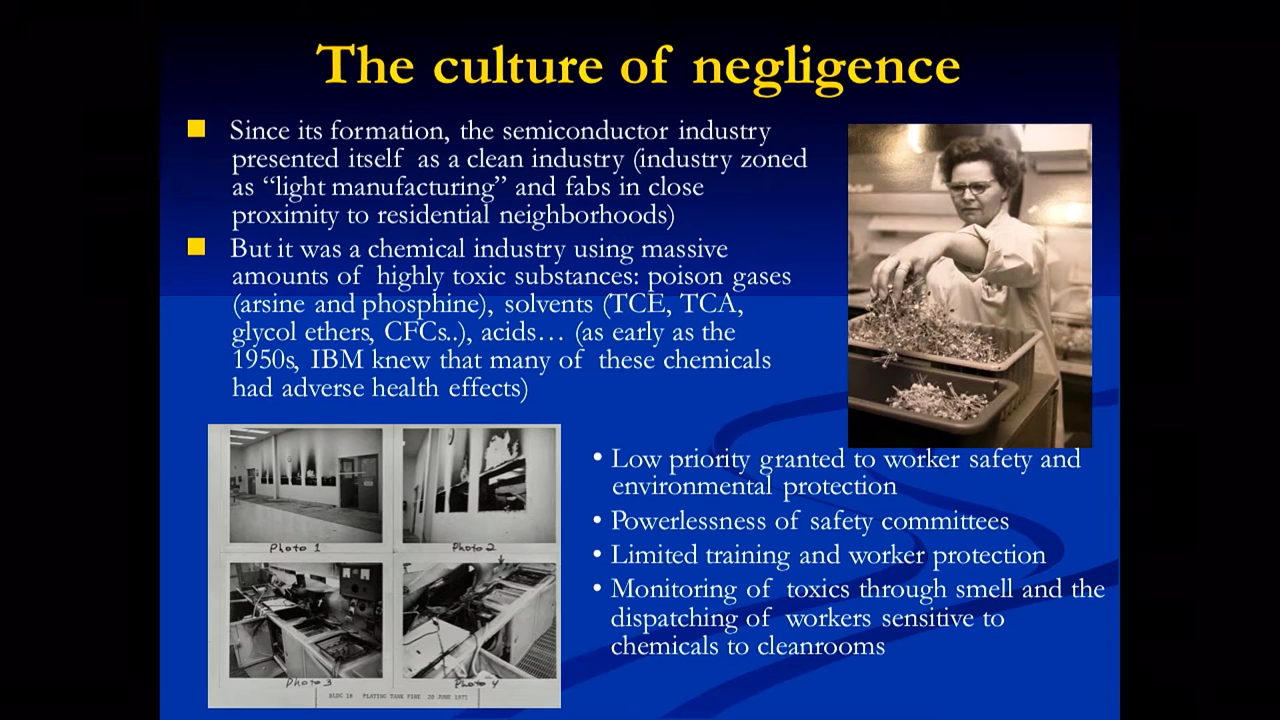 The culture of negligence
Since its formation, the semiconductor industry
presented itself as a clean industry (industry zoned
as “light manufacturing” and fabs in close
proximity to residential neighborhoods)
But it was a chemical industry using massive
amounts of highly toxic substances: poison gases
(arsine and phosphine), solvents (TCE, TCA,
glycol ethers, CFCs..), acids… (as early as the
1950s, IBM knew that many of these chemicals
had adverse health effects)
• Low priority granted to worker safety and
environmental protection
• Powerlessness of safety committees
• Limited training and worker protection
• Monitoring of toxics through smell and the
dispatching of workers sensitive to
chemicals to cleanrooms
Photo 1
Photo 2
Photo 3
Photo 4
BLDG 18 PLATING TANK FIRE 20 JUNE 1971